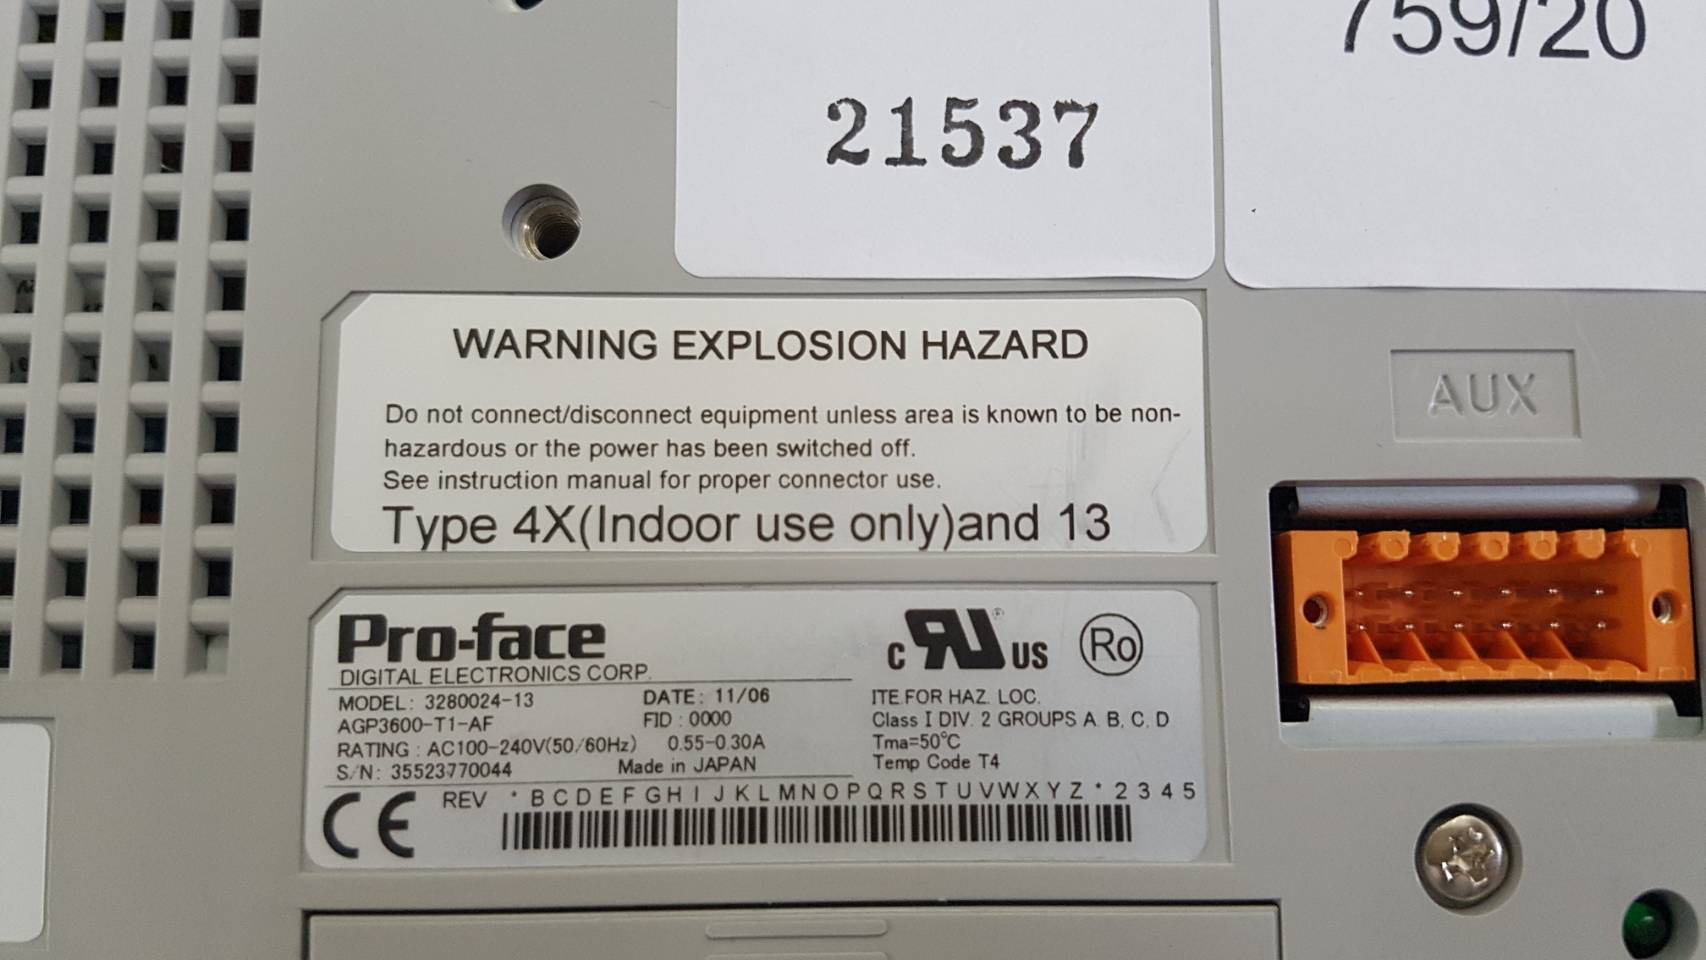 759/20
21537
WARNING EXPLOSION HAZARD
Do not connect/disconnect equipment unless area is known to be non-
hazardous or the power has been switched off.
See instruction manual for proper connector use.
Type 4X(Indoor use only)and 13
AUX
Pro-face
DIGITAL ELECTRONICS CORP.
MODEL: 3280024-13
DATE: 11/06
AGP3600-T1-AF
FID : 0000
RATING : AC100-240V(50/60Hz) 0.55-0.30A
S/N: 35523770044
Made in JAPAN
C RU US ® Ro
ITE FOR HAZ. LOC.
Class I DIV. 2 GROUPS A, B, C, D
Tma=50°C
Temp Code T4
CE
REV * B C D E F G H I J K L M N O P Q R S T U V W X Y Z * 2 3 4 5